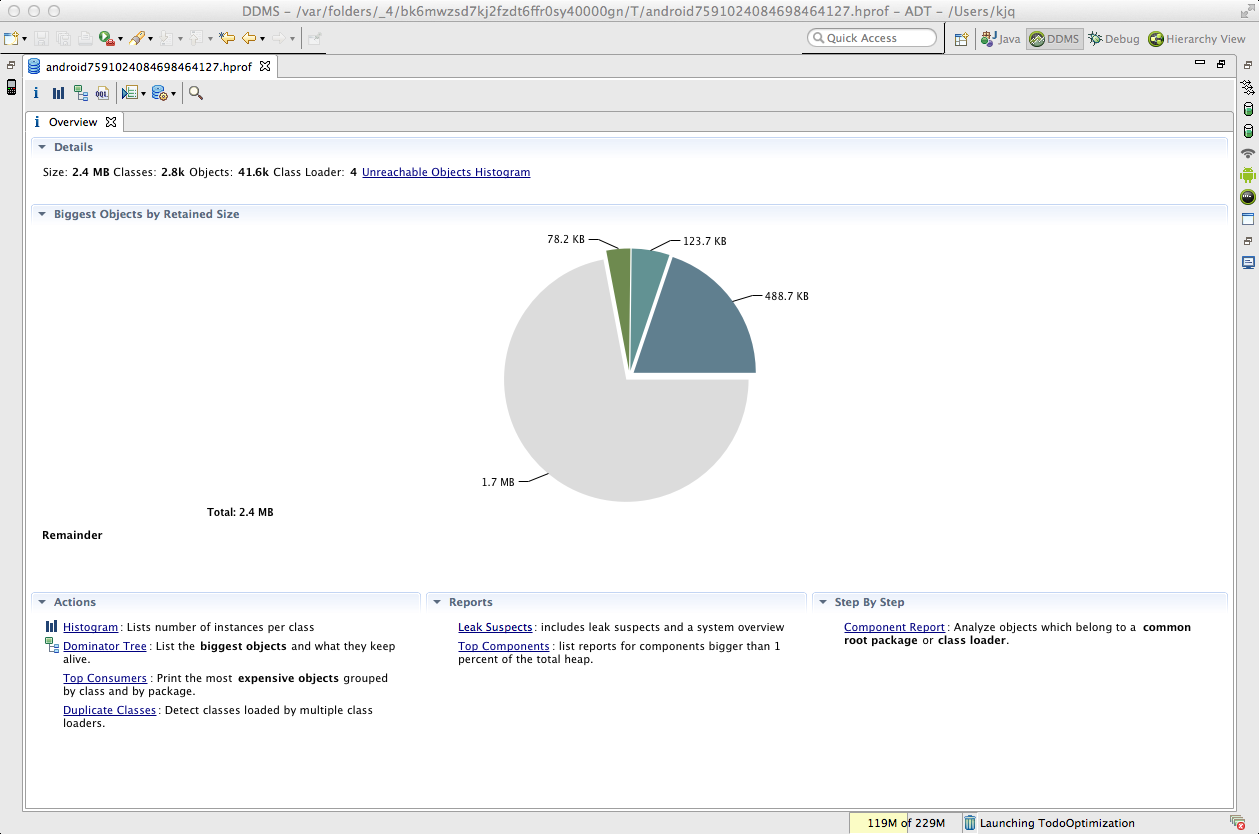 DDMS – /var/folders/_4/bk6mwzsd7kj2fzdt6ffr0sy40000gn/T/android7591024084698464127.hprof – ADT – /Users/kjq
Quick Access
Java
DDMS
Debug
Hierarchy View
android7591024084698464127.hprof
i
OQL
i Overview
Details
Size: 2.4 MB Classes: 2.8k Objects: 41.6k Class Loader: 4 Unreachable Objects Histogram
Biggest Objects by Retained Size
78.2 KB
123.7 KB
488.7 KB
1.7 MB
Total: 2.4 MB
Remainder
Actions
Histogram: Lists number of instances per class
Dominator Tree: List the biggest objects and what they keep
alive.
Top Consumers: Print the most expensive objects grouped
by class and by package.
Duplicate Classes: Detect classes loaded by multiple class
loaders.
Reports
Leak Suspects: includes leak suspects and a system overview
Top Components: list reports for components bigger than 1
percent of the total heap.
Step By Step
Component Report: Analyze objects which belong to a common
root package or class loader.
119M of 229M
Launching TodoOptimization